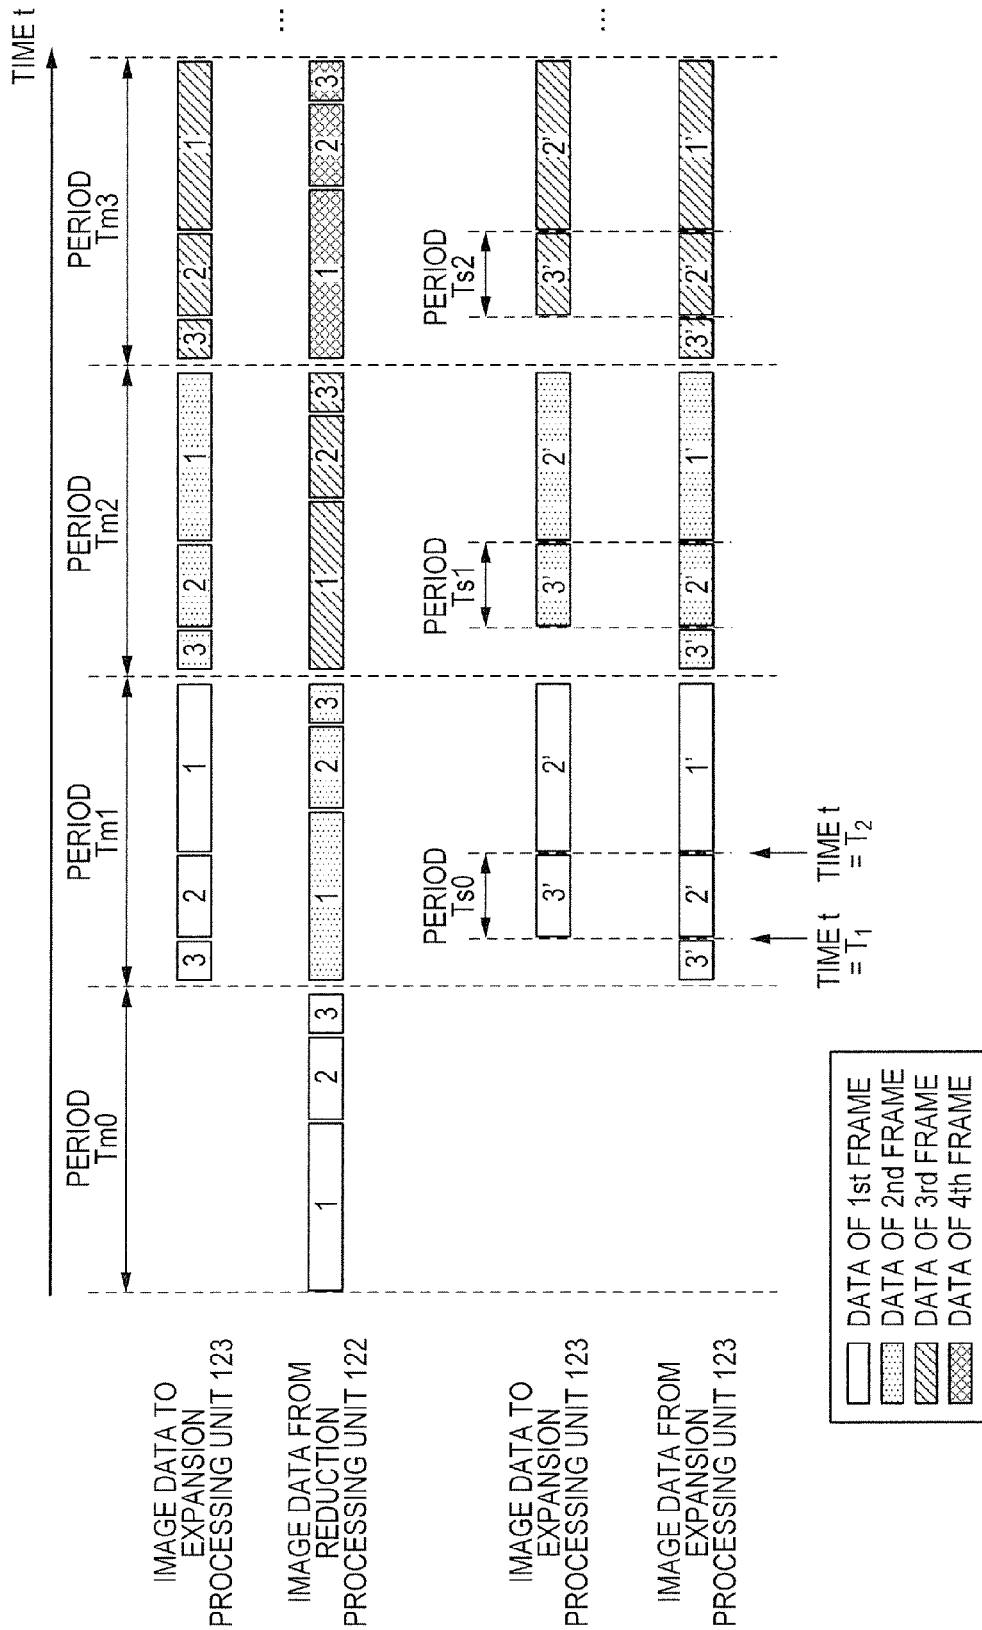 TIME t
PERIOD
Tm0
PERIOD
Tm1
PERIOD
Tm2
PERIOD
Tm3
IMAGE DATA TO
EXPANSION
PROCESSING UNIT 123
3
2
1
3
2
1
3
2
1
...
IMAGE DATA FROM
REDUCTION
PROCESSING UNIT 122
1
2
3
1
2
3
1
2
3
1
2
3
PERIOD
Ts0
PERIOD
Ts1
PERIOD
Ts2
IMAGE DATA TO
EXPANSION
PROCESSING UNIT 123
3'
2'
3'
2'
3'
2'
...
IMAGE DATA FROM
EXPANSION
PROCESSING UNIT 123
3'
2'
1'
3'
2'
1'
3'
2'
1'
TIME t
= T1
TIME t
= T2
DATA OF 1st FRAME
DATA OF 2nd FRAME
DATA OF 3rd FRAME
DATA OF 4th FRAME